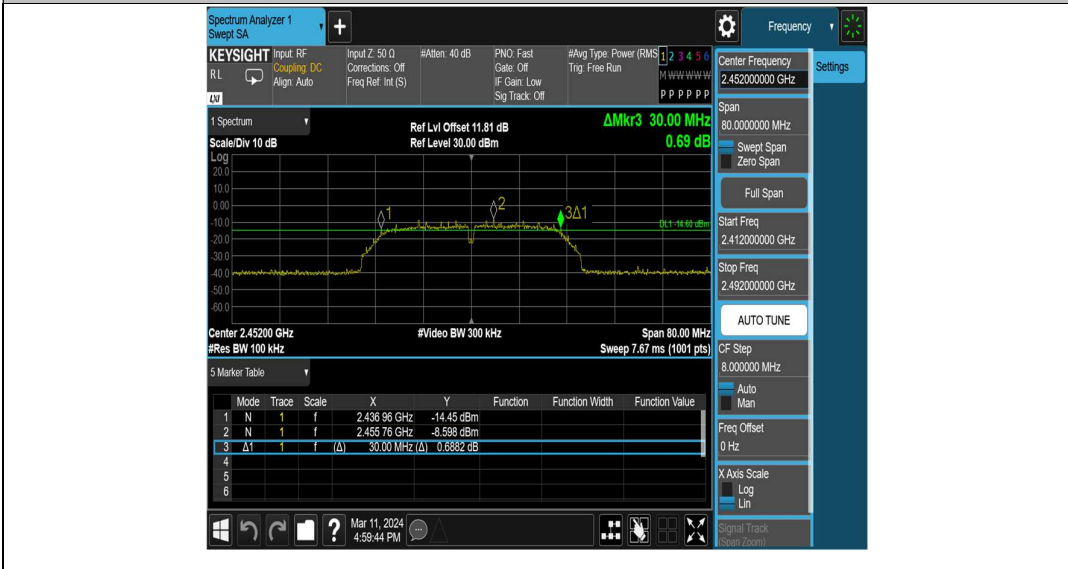 Spectrum Analyzer 1
Swept SA
+
Frequency
KEYSIGHT
RL
LXI
Input: RF
Coupling: DC
Align: Auto
Input Z: 50 Ω
Corrections: Off
Freq Ref: Int (S)
#Atten: 40 dB
PNO: Fast
Gate: Off
IF Gain: Low
Sig Track: Off
#Avg Type: Power (RMS
Trig: Free Run
1 2 3 4 5 6
M W W W W W
P P P P P P
1 Spectrum
Scale/Div 10 dB
Ref Lvl Offset 11.81 dB
Ref Level 30.00 dBm
ΔMkr3 30.00 MHz
0.69 dB
Log
20.0
10.0
0.00
-10.0
-20.0
-30.0
-40.0
-50.0
-60.0
1
2
3Δ1
DL1 -14.60 dBm
Center 2.45200 GHz
#Res BW 100 kHz
#Video BW 300 kHz
Span 80.00 MHz
Sweep 7.67 ms (1001 pts)
5 Marker Table
Mode Trace Scale X Y Function Function Width Function Value
1 N 1 f 2.436 96 GHz -14.45 dBm
2 N 1 f 2.455 76 GHz -8.598 dBm
3 Δ1 1 f (Δ) 30.00 MHz (Δ) 0.6882 dB
4
5
6
?
Mar 11, 2024
4:59:44 PM
Center Frequency
2.452000000 GHz
Settings
Span
80.0000000 MHz
Swept Span
Zero Span
Full Span
Start Freq
2.412000000 GHz
Stop Freq
2.492000000 GHz
AUTO TUNE
CF Step
8.000000 MHz
Auto
Man
Freq Offset
0 Hz
X Axis Scale
Log
Lin
Signal Track
(Span Zoom)